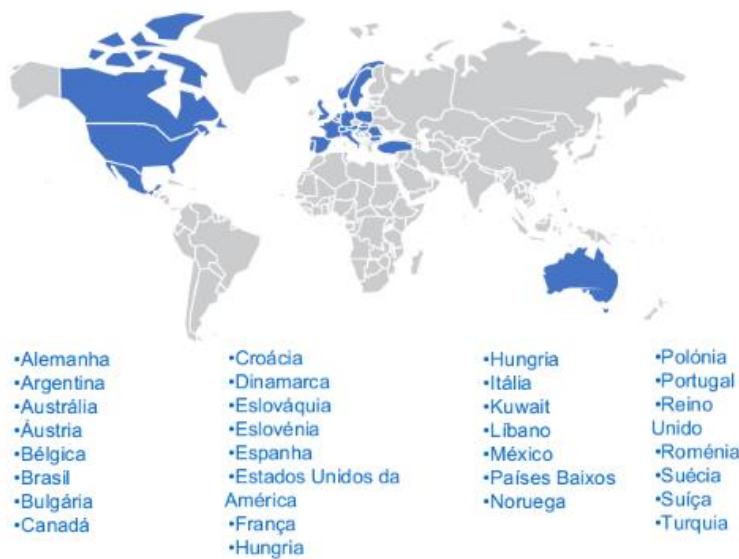 •Alemanha
•Argentina
•Austrália
•Áustria
•Bélgica
•Brasil
•Bulgária
•Canadá
•Croácia
•Dinamarca
•Eslováquia
•Eslovénia
•Espanha
•Estados Unidos da
América
•França
•Hungria
•Hungria
•Itália
•Kuwait
•Líbano
•México
•Países Baixos
•Noruega
•Polónia
•Portugal
•Reino
Unido
•Roménia
•Suécia
•Suíça
•Turquia